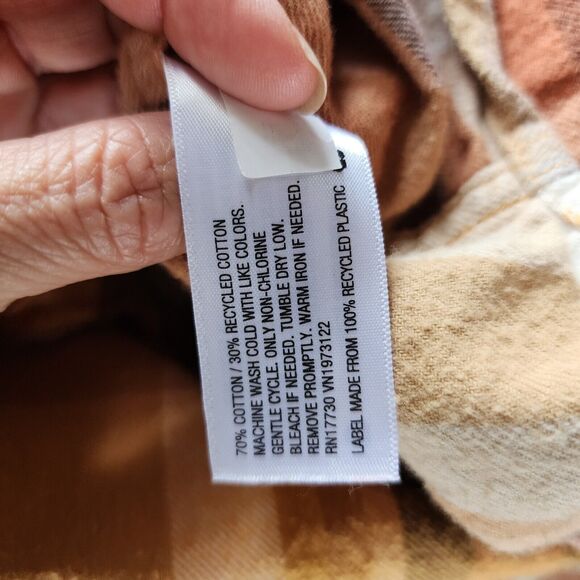 70% COTTON / 30% RECYCLED COTTON
MACHINE WASH COLD WITH LIKE COLORS.
GENTLE CYCLE. ONLY NON-CHLORINE
BLEACH IF NEEDED. TUMBLE DRY LOW.
REMOVE PROMPTLY. WARM IRON IF NEEDED.
RN17730 VN1973122
LABEL MADE FROM 100% RECYCLED PLASTIC